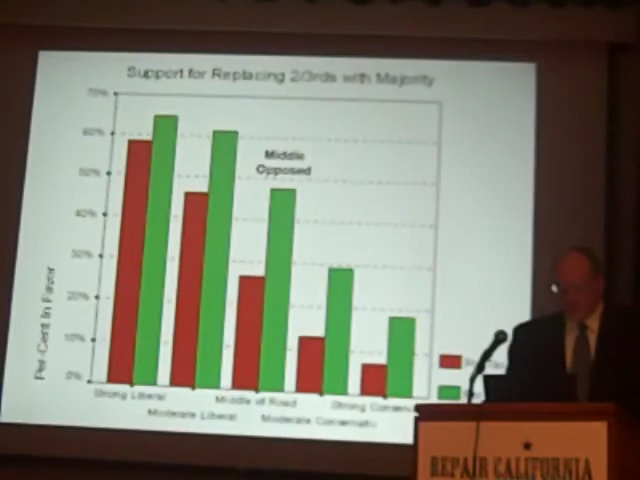 Support for Replacing 2/3rds with Majority
70%
60%
Middle
Opposed
50%
40%
30%
20%
10%
0%
Per-Cent In Favor
Strong Liberal
Middle of Road
Strong
Moderate Liberal
Moderate Conservative
REPAIR CALIFORNIA